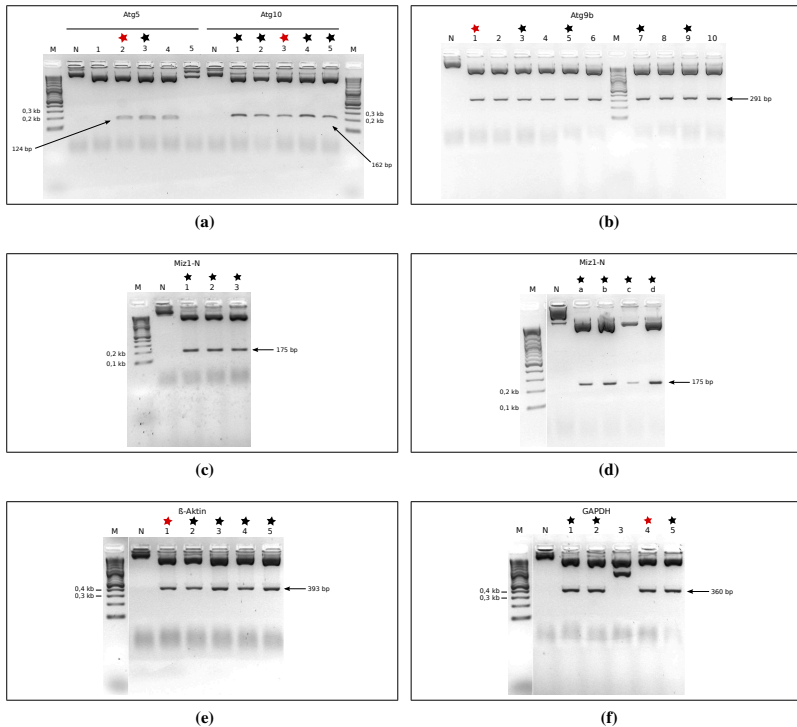 Atg5 Atg10
M N 1 2 3 4 5 N 1 2 3 4 5 M
0,3 kb
0,2 kb
0,3 kb
0,2 kb
124 bp
162 bp
(a)
Atg9b
N 1 2 3 4 5 6 M 7 8 9 10
291 bp
(b)
Miz1-N
M N 1 2 3
0,2 kb
0,1 kb
175 bp
(c)
Miz1-N
M N a b c d
0,2 kb
0,1 kb
175 bp
(d)
ß-Aktin
M N 1 2 3 4 5
0,4 kb
0,3 kb
393 bp
(e)
GAPDH
M N 1 2 3 4 5
0,4 kb
0,3 kb
360 bp
(f)